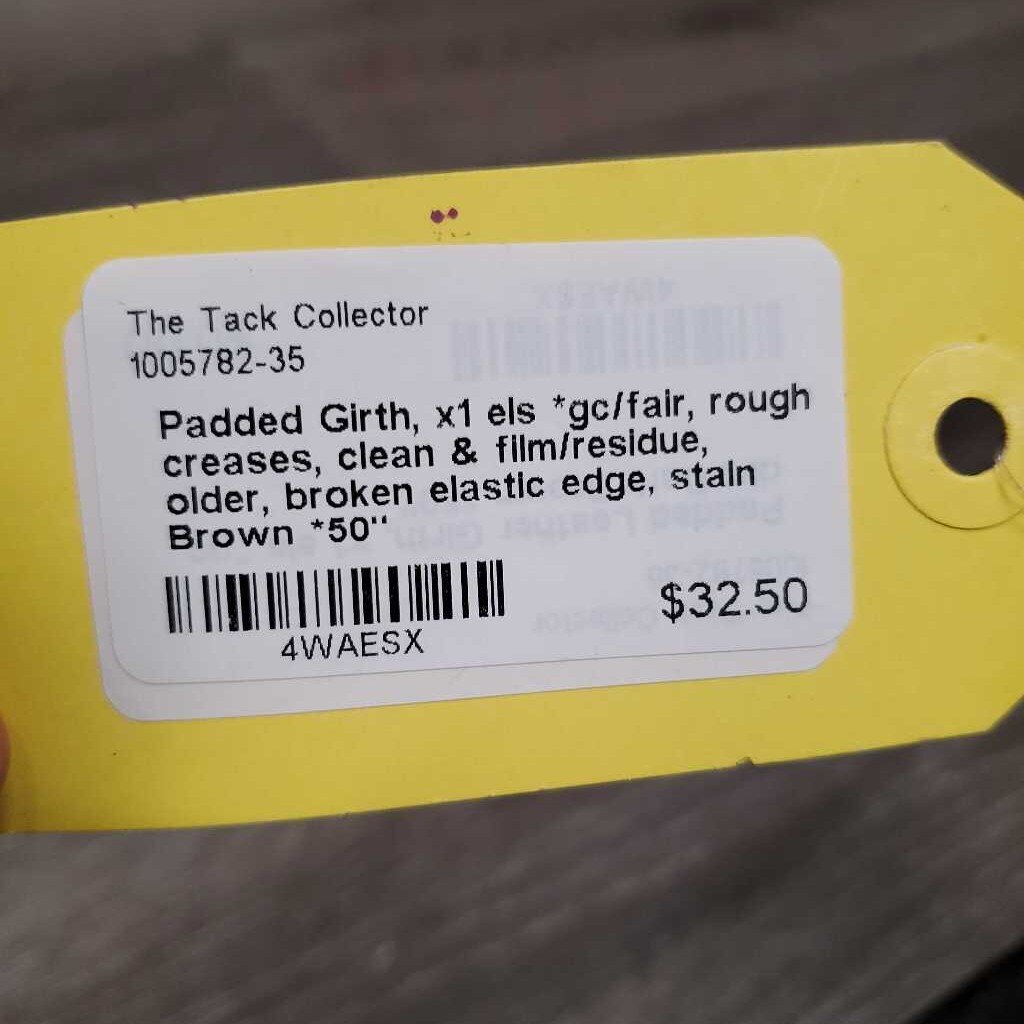 The Tack Collector
1005782-35
Padded Girth, x1 els *gc/fair, rough
creases, clean & film/residue,
older, broken elastic edge, stain
Brown *50"
$32.50
4WAESX